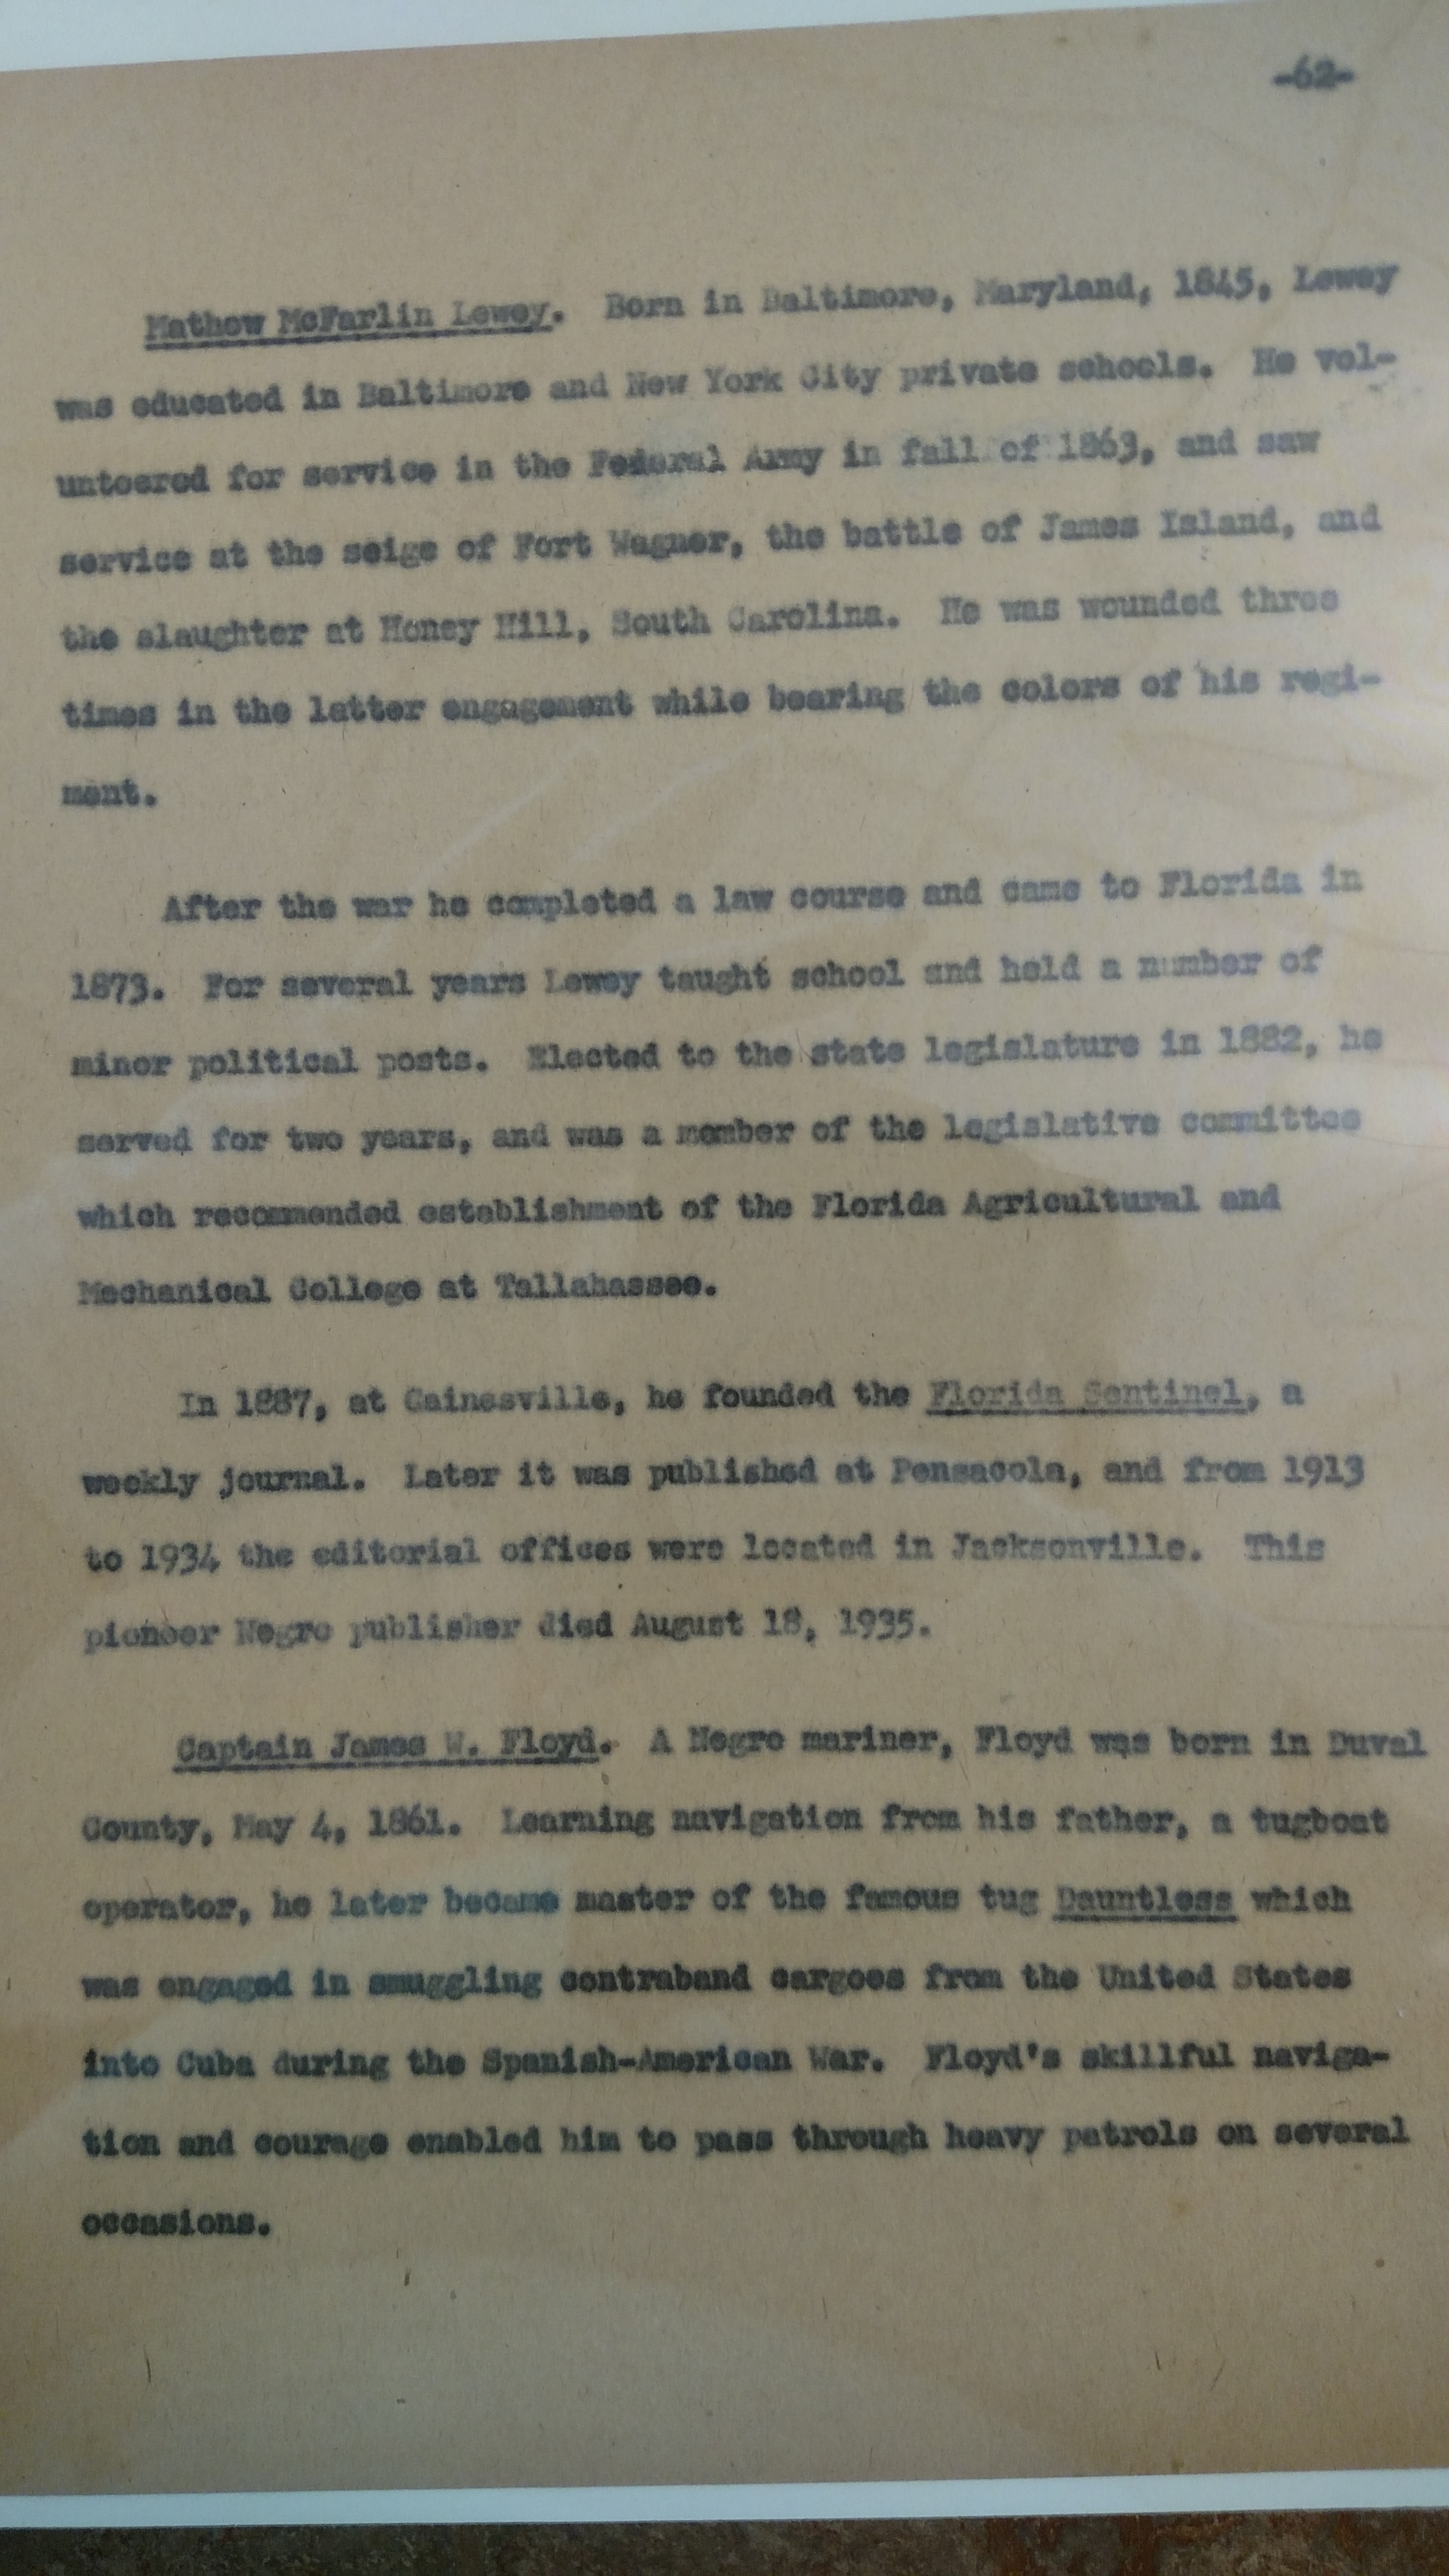 -62-
Mathew McFarlin Lewey. Born in Baltimore, Maryland, 1845, Lewey
was educated in Baltimore and New York City private schools. He vol-
unteered for service in the Federal Army in fall of 1863, and saw
service at the seige of Fort Wagner, the battle of James Island, and
the slaughter at Honey Hill, South Carolina. He was wounded three
times in the latter engagement while bearing the colors of his regi-
ment.
After the war he completed a law course and came to Florida in
1873. For several years Lewey taught school and held a number of
minor political posts. Elected to the state legislature in 1882, he
served for two years, and was a member of the legislative committee
which recommended establishment of the Florida Agricultural and
Mechanical College at Tallahassee.
In 1887, at Gainesville, he founded the Florida Sentinel, a
weekly journal. Later it was published at Pensacola, and from 1913
to 1934 the editorial offices were located in Jacksonville. This
pioneer Negro publisher died August 18, 1935.
Captain James W. Floyd. A Negro mariner, Floyd was born in Duval
County, May 4, 1861. Learning navigation from his father, a tugboat
operator, he later became master of the famous tug Dauntless which
was engaged in smuggling contraband cargoes from the United States
into Cuba during the Spanish-American War. Floyd's skillful naviga-
tion and courage enabled him to pass through heavy patrols on several
occasions.